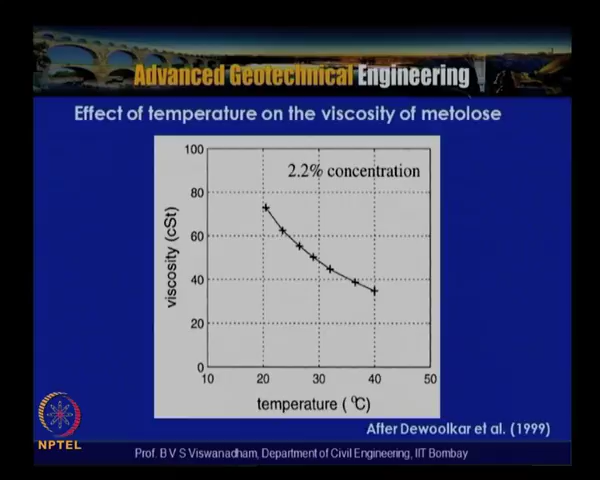 Advanced Geotechnical Engineering
Effect of temperature on the viscosity of metolose
100
2.2% concentration
80
60
viscosity (cSt)
40
20
0
10 20 30 40 50
temperature ( ⁰C)
After Dewoolkar et al. (1999)
NPTEL
Prof. B V S Viswanadham, Department of Civil Engineering, IIT Bombay